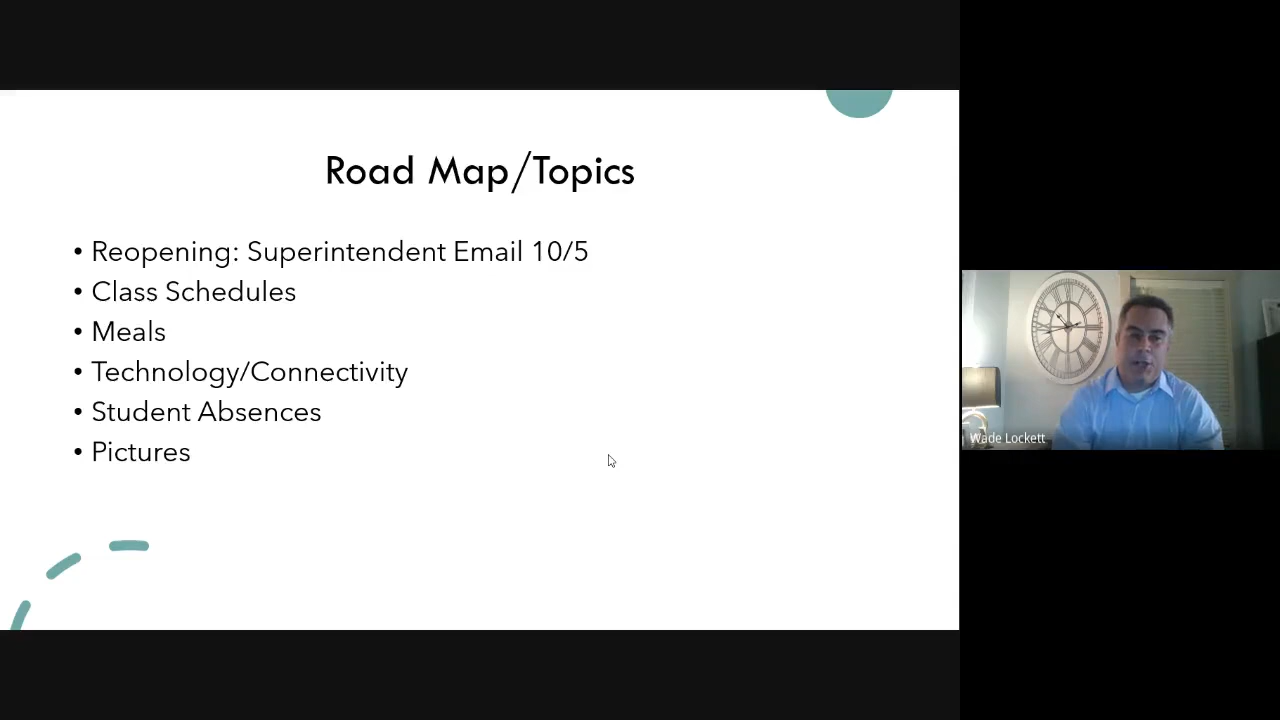 Road Map/Topics
• Reopening: Superintendent Email 10/5
• Class Schedules
• Meals
• Technology/Connectivity
• Student Absences
• Pictures
Wade Lockett